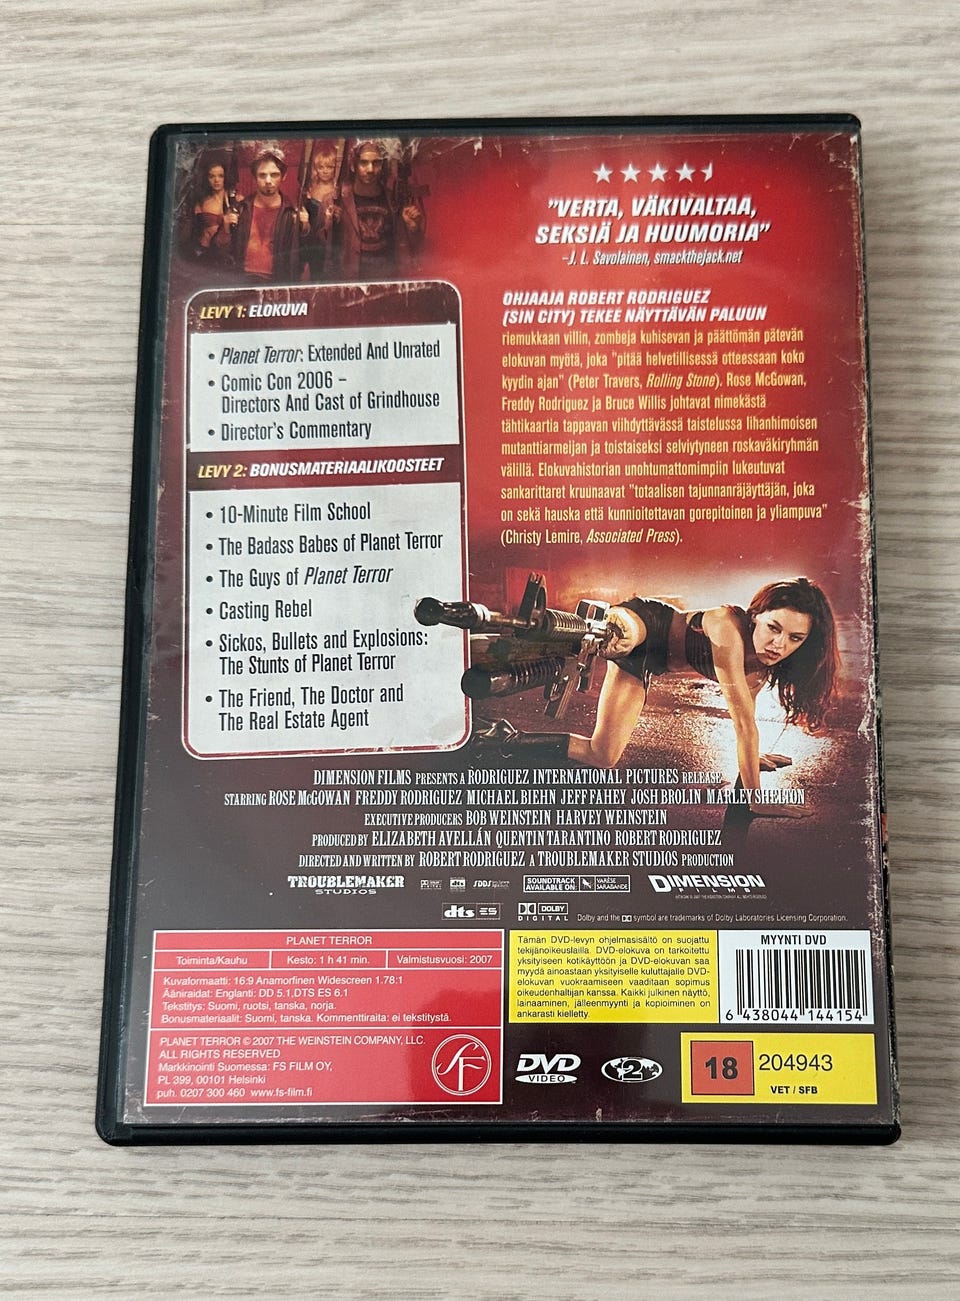 "VERTA, VÄKIVALTAA,
SEKSIÄ JA HUUMORIA"
–J. L. Savolainen, smackthejack.net
LEVY 1: ELOKUVA
• Planet Terror: Extended And Unrated
• Comic Con 2006 –
Directors And Cast of Grindhouse
• Director's Commentary
LEVY 2: BONUSMATERIAALIKOOSTEET
• 10-Minute Film School
• The Badass Babes of Planet Terror
• The Guys of Planet Terror
• Casting Rebel
• Sickos, Bullets and Explosions:
The Stunts of Planet Terror
• The Friend, The Doctor and
The Real Estate Agent
OHJAAJA ROBERT RODRIGUEZ
(SIN CITY) TEKEE NÄYTTÄVÄN PALUUN
riemukkaan villin, zombeja kuhisevan ja päättömän pätevän
elokuvan myötä, joka "pitää helvetillisessä otteessaan koko
kyydin ajan" (Peter Travers, Rolling Stone). Rose McGowan,
Freddy Rodriguez ja Bruce Willis johtavat nimekästä
tähtikaartia tappavan viihdyttävässä taistelussa lihanhimoisen
mutanttiarmeijan ja toistaiseksi selviytyneen roskaväkiryhmän
välillä. Elokuvahistorian unohtumattomimpiin lukeutuvat
sankarittaret kruunaavat "totaalisen tajunnanräjäyttäjän, joka
on sekä hauska että kunnioitettavan gorepitoinen ja yliampuva"
(Christy Lemire, Associated Press).
DIMENSION FILMS PRESENTS A RODRIGUEZ INTERNATIONAL PICTURES RELEASE
STARRING ROSE McGOWAN FREDDY RODRIGUEZ MICHAEL BIEHN JEFF FAHEY JOSH BROLIN MARLEY SHELTON
EXECUTIVE PRODUCERS BOB WEINSTEIN HARVEY WEINSTEIN
PRODUCED BY ELIZABETH AVELLÁN QUENTIN TARANTINO ROBERT RODRIGUEZ
DIRECTED AND WRITTEN BY ROBERT RODRIGUEZ A TROUBLEMAKER STUDIOS PRODUCTION
TROUBLEMAKER
STUDIOS
SOUNDTRACK
AVAILABLE ON:
VARÈSE
SARABANDE
DIMENSION
FILMS
dts ES
DOLBY
DIGITAL
Dolby and the DD symbol are trademarks of Dolby Laboratories Licensing Corporation.
PLANET TERROR
Toiminta/Kauhu
Kesto: 1 h 41 min.
Valmistusvuosi: 2007
Kuvaformaatti: 16:9 Anamorfinen Widescreen 1.78:1
Ääniraidat: Englanti: DD 5.1,DTS ES 6.1
Tekstitys: Suomi, ruotsi, tanska, norja.
Bonusmateriaalit: Suomi, tanska. Kommenttiraita: ei tekstitystä.
PLANET TERROR © 2007 THE WEINSTEIN COMPANY, LLC.
ALL RIGHTS RESERVED
Markkinointi Suomessa: FS FILM OY,
PL 399, 00101 Helsinki
puh. 0207 300 460 www.fs-film.fi
SF
Tämän DVD-levyn ohjelmasisältö on suojattu
tekijänoikeuslailla. DVD-elokuva on tarkoitettu
yksityiseen kotikäyttöön ja DVD-elokuvan saa
myydä ainoastaan yksityiselle kuluttajalle DVD-
elokuvan vuokraamiseen vaaditaan sopimus
oikeudenhaltijan kanssa. Kaikki julkinen näyttö,
lainaaminen, jälleenmyynti ja kopioiminen on
ankarasti kielletty.
MYYNTI DVD
6 438044 144154
DVD
VIDEO
2
18
204943
VET / SFB